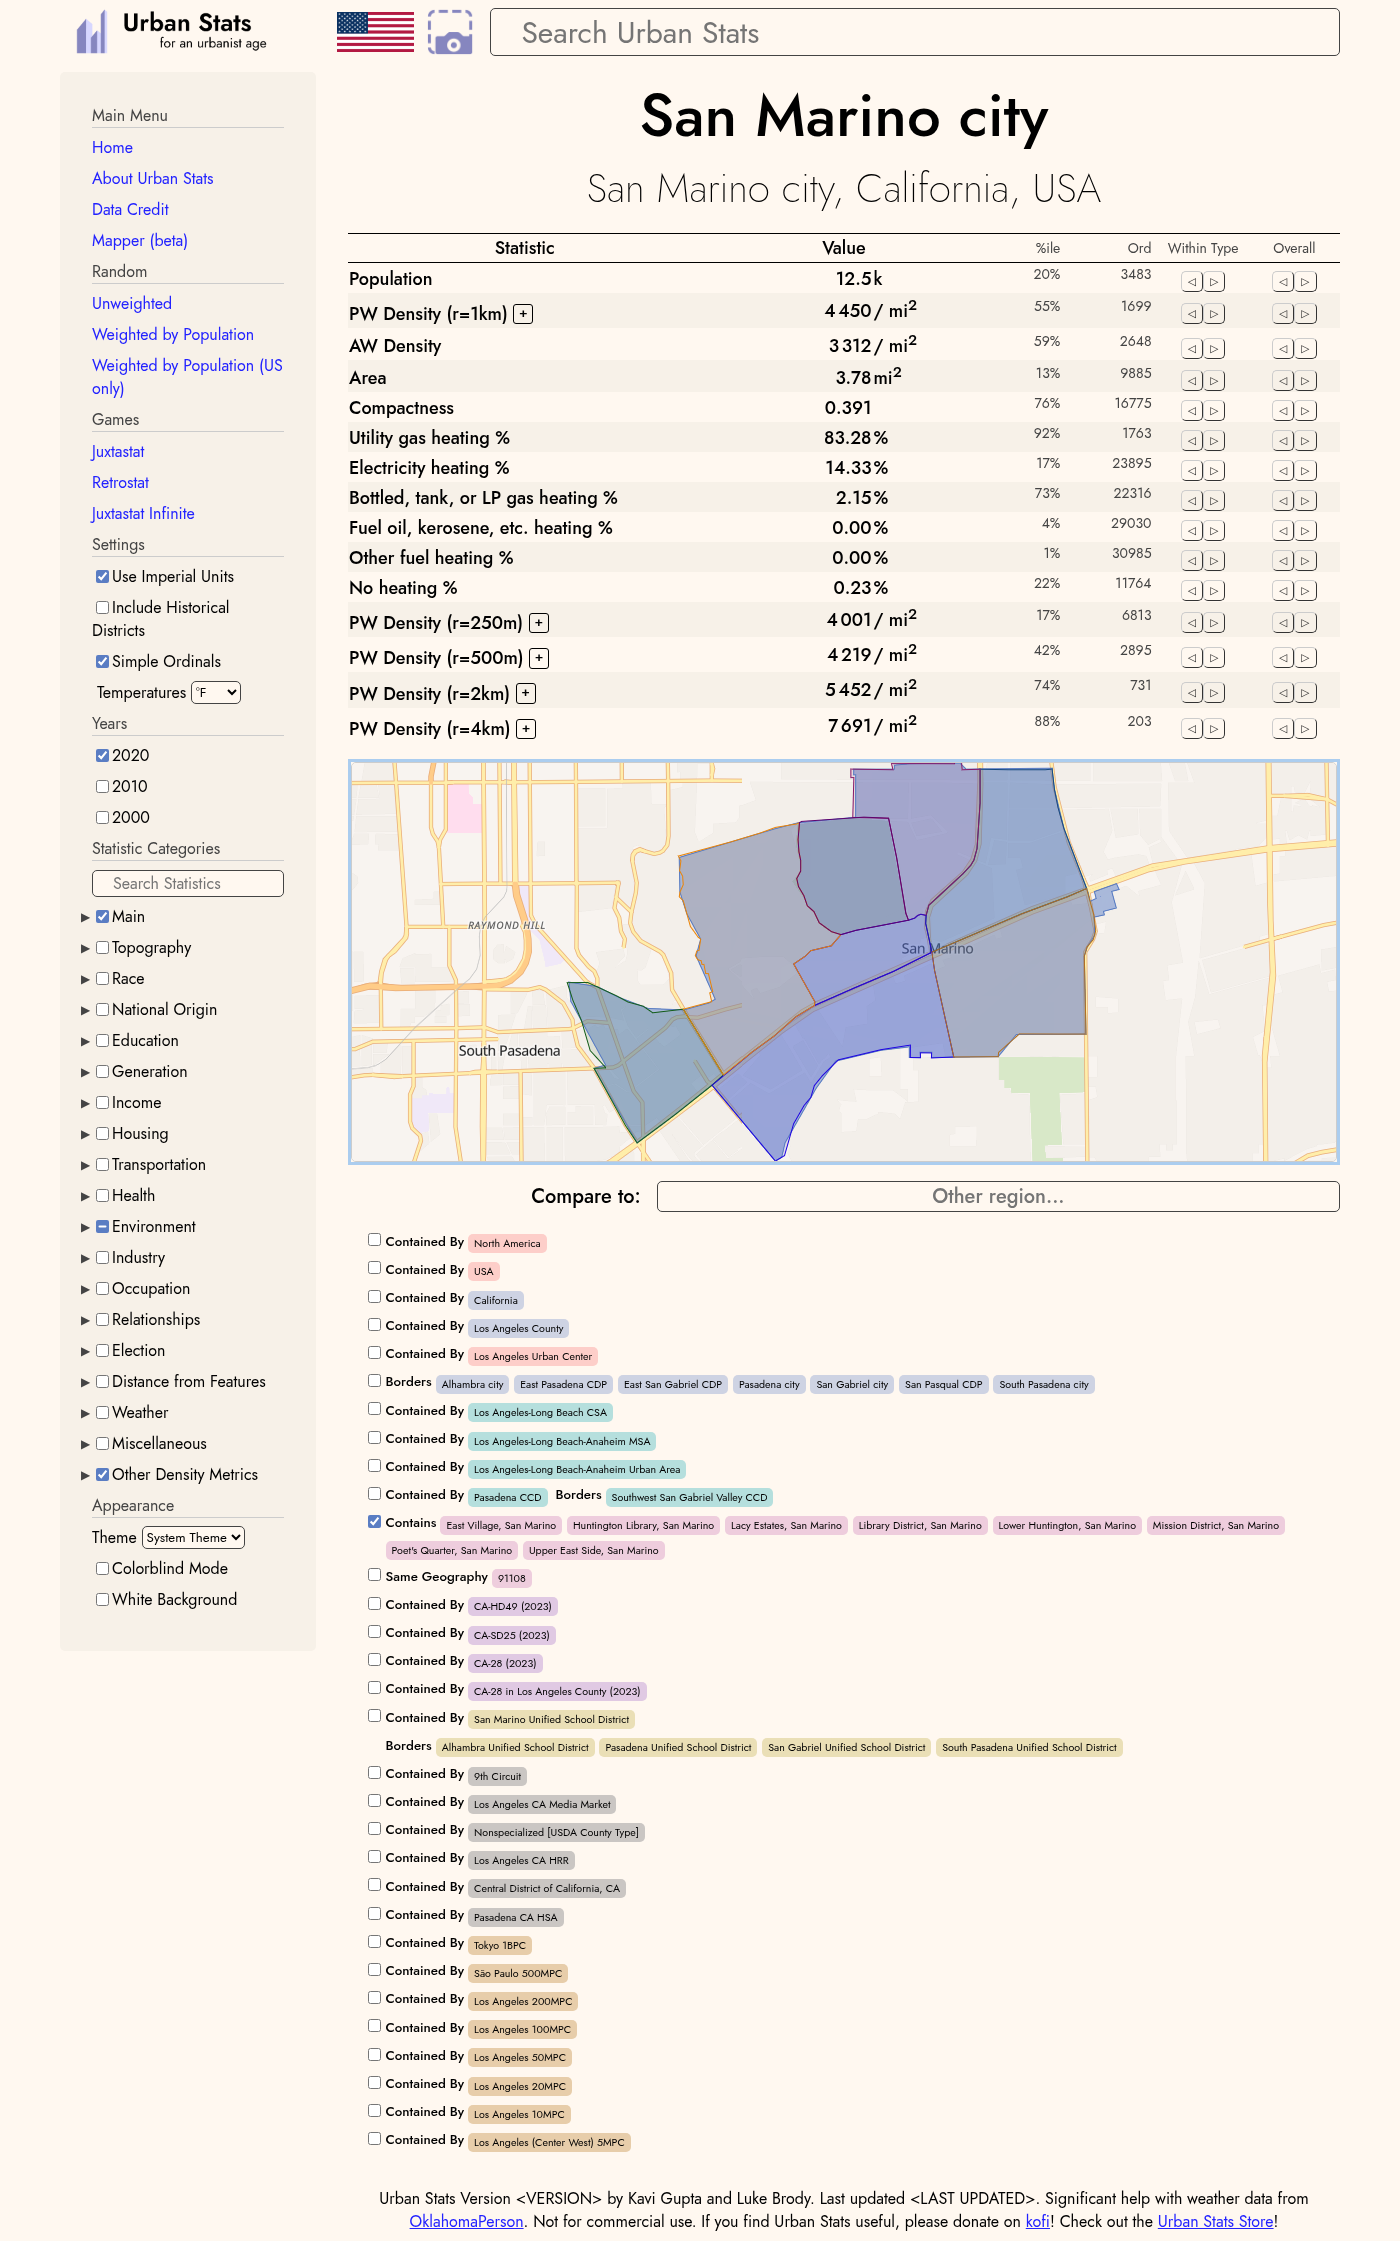 Urban Stats
for an urbanist age
Search Urban Stats
Main Menu
Home
About Urban Stats
Data Credit
Mapper (beta)
Random
Unweighted
Weighted by Population
Weighted by Population (US
only)
Games
Juxtastat
Retrostat
Juxtastat Infinite
Settings
Use Imperial Units
Include Historical
Districts
Simple Ordinals
Temperatures °F
Years
2020
2010
2000
Statistic Categories
Search Statistics
Main
Topography
Race
National Origin
Education
Generation
Income
Housing
Transportation
Health
Environment
Industry
Occupation
Relationships
Election
Distance from Features
Weather
Miscellaneous
Other Density Metrics
Appearance
Theme System Theme
Colorblind Mode
White Background
San Marino city
San Marino city, California, USA
Statistic Value %ile Ord Within Type Overall
Population 12.5k 20% 3483
PW Density (r=1km) + 4 450/ mi² 55% 1699
AW Density 3 312/ mi² 59% 2648
Area 3.78mi² 13% 9885
Compactness 0.391 76% 16775
Utility gas heating % 83.28% 92% 1763
Electricity heating % 14.33% 17% 23895
Bottled, tank, or LP gas heating % 2.15% 73% 22316
Fuel oil, kerosene, etc. heating % 0.00% 4% 29030
Other fuel heating % 0.00% 1% 30985
No heating % 0.23% 22% 11764
PW Density (r=250m) + 4 001/ mi² 17% 6813
PW Density (r=500m) + 4 219/ mi² 42% 2895
PW Density (r=2km) + 5 452/ mi² 74% 731
PW Density (r=4km) + 7 691/ mi² 88% 203
RAYMOND HILL
San Marino
South Pasadena
Compare to: Other region...
Contained By North America
Contained By USA
Contained By California
Contained By Los Angeles County
Contained By Los Angeles Urban Center
Borders Alhambra city East Pasadena CDP East San Gabriel CDP Pasadena city San Gabriel city San Pasqual CDP South Pasadena city
Contained By Los Angeles-Long Beach CSA
Contained By Los Angeles-Long Beach-Anaheim MSA
Contained By Los Angeles-Long Beach-Anaheim Urban Area
Contained By Pasadena CCD Borders Southwest San Gabriel Valley CCD
Contains East Village, San Marino Huntington Library, San Marino Lacy Estates, San Marino Library District, San Marino Lower Huntington, San Marino Mission District, San Marino
Poet's Quarter, San Marino Upper East Side, San Marino
Same Geography 91108
Contained By CA-HD49 (2023)
Contained By CA-SD25 (2023)
Contained By CA-28 (2023)
Contained By CA-28 in Los Angeles County (2023)
Contained By San Marino Unified School District
Borders Alhambra Unified School District Pasadena Unified School District San Gabriel Unified School District South Pasadena Unified School District
Contained By 9th Circuit
Contained By Los Angeles CA Media Market
Contained By Nonspecialized [USDA County Type]
Contained By Los Angeles CA HRR
Contained By Central District of California, CA
Contained By Pasadena CA HSA
Contained By Tokyo 1BPC
Contained By São Paulo 500MPC
Contained By Los Angeles 200MPC
Contained By Los Angeles 100MPC
Contained By Los Angeles 50MPC
Contained By Los Angeles 20MPC
Contained By Los Angeles 10MPC
Contained By Los Angeles (Center West) 5MPC
Urban Stats Version <VERSION> by Kavi Gupta and Luke Brody. Last updated <LAST UPDATED>. Significant help with weather data from
OklahomaPerson. Not for commercial use. If you find Urban Stats useful, please donate on kofi! Check out the Urban Stats Store!